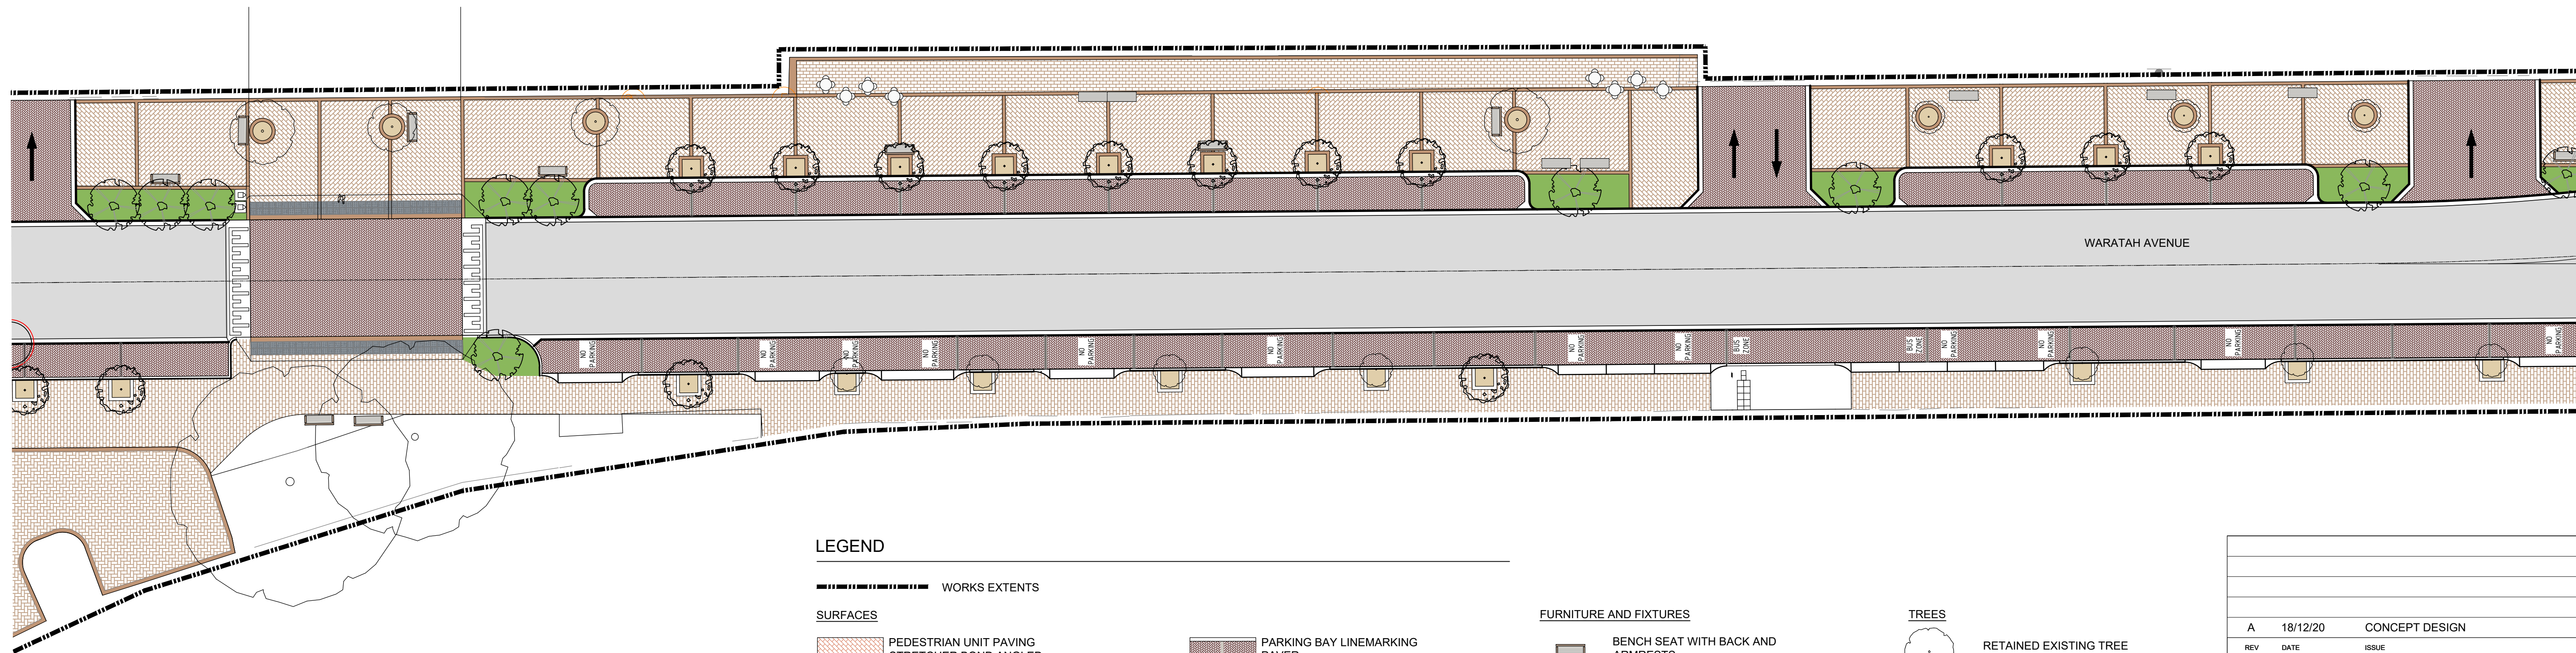 WARATAH AVENUE
NO PARKING
NO PARKING
NO PARKING
NO PARKING
NO PARKING
NO PARKING
NO PARKING
NO PARKING
BUS ZONE
BUS ZONE
NO PARKING
NO PARKING
NO PARKING
NO PARKING
LEGEND
WORKS EXTENTS
SURFACES
PEDESTRIAN UNIT PAVING
PARKING BAY LINEMARKING
FURNITURE AND FIXTURES
BENCH SEAT WITH BACK AND
TREES
RETAINED EXISTING TREE
A 18/12/20 CONCEPT DESIGN
REV DATE ISSUE